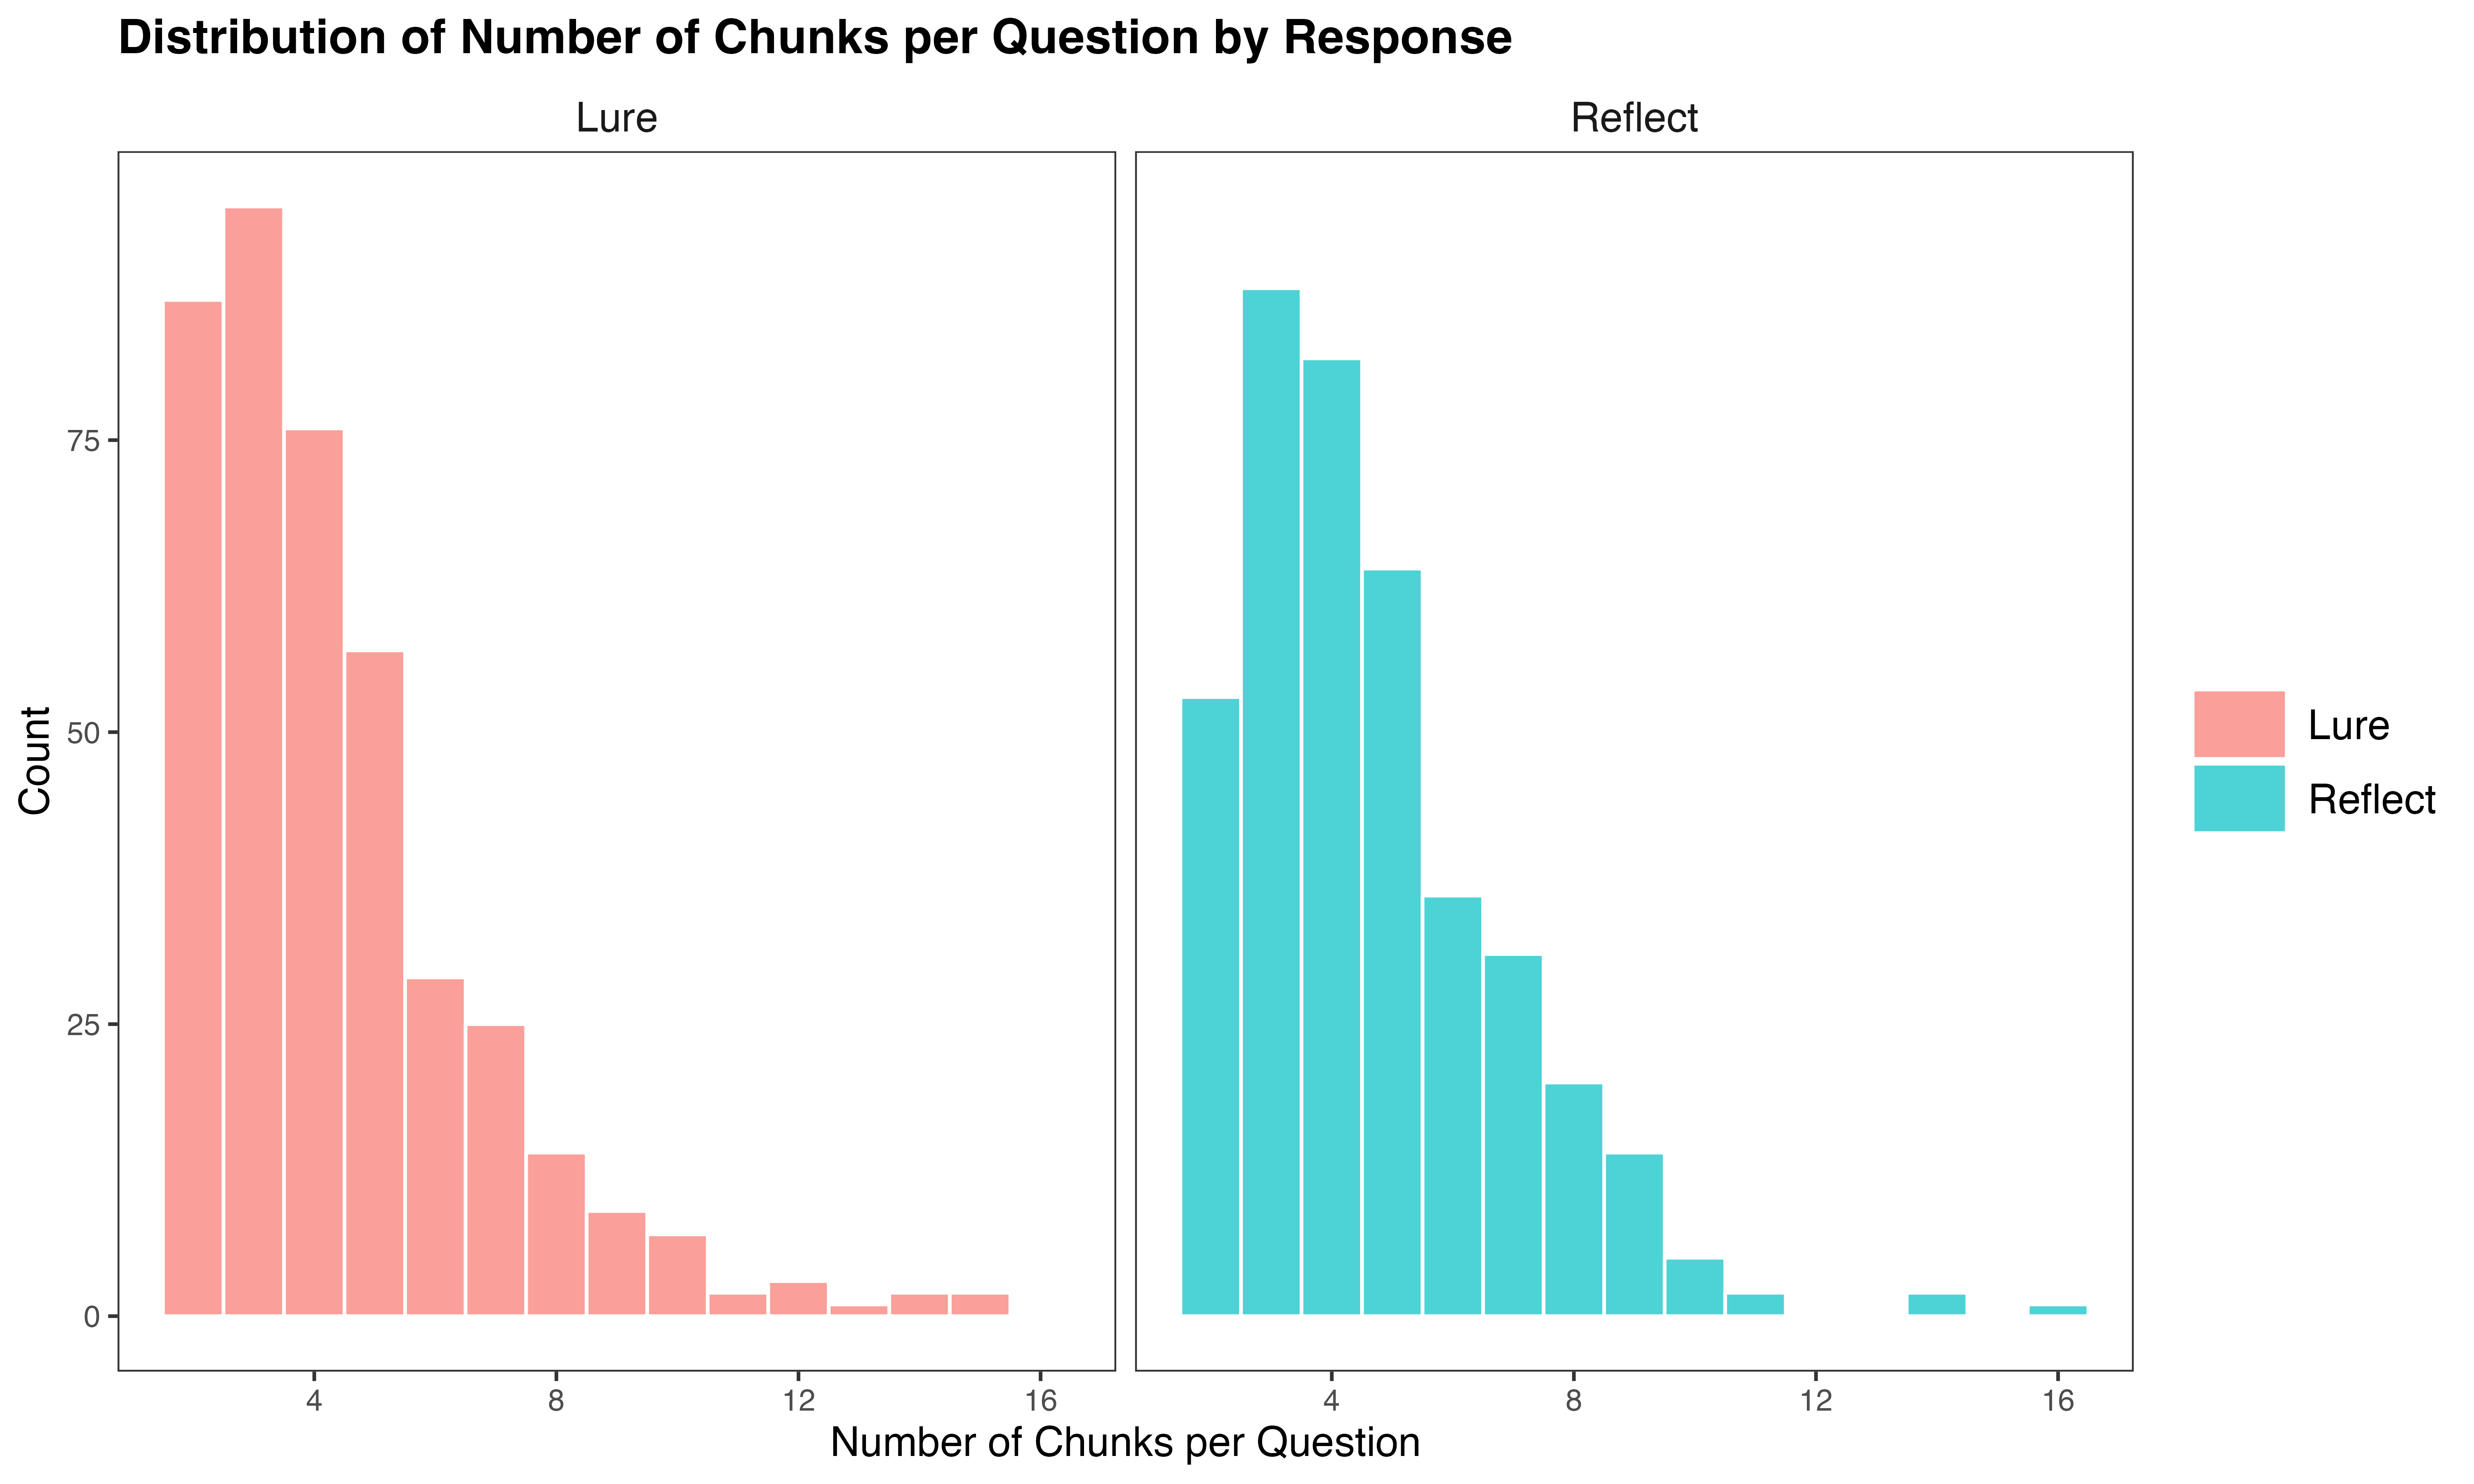 Distribution of Number of Chunks per Question by Response
Lure
Reflect
75
50
25
0
Count
4
8
12
16
4
8
12
16
Number of Chunks per Question
Lure
Reflect